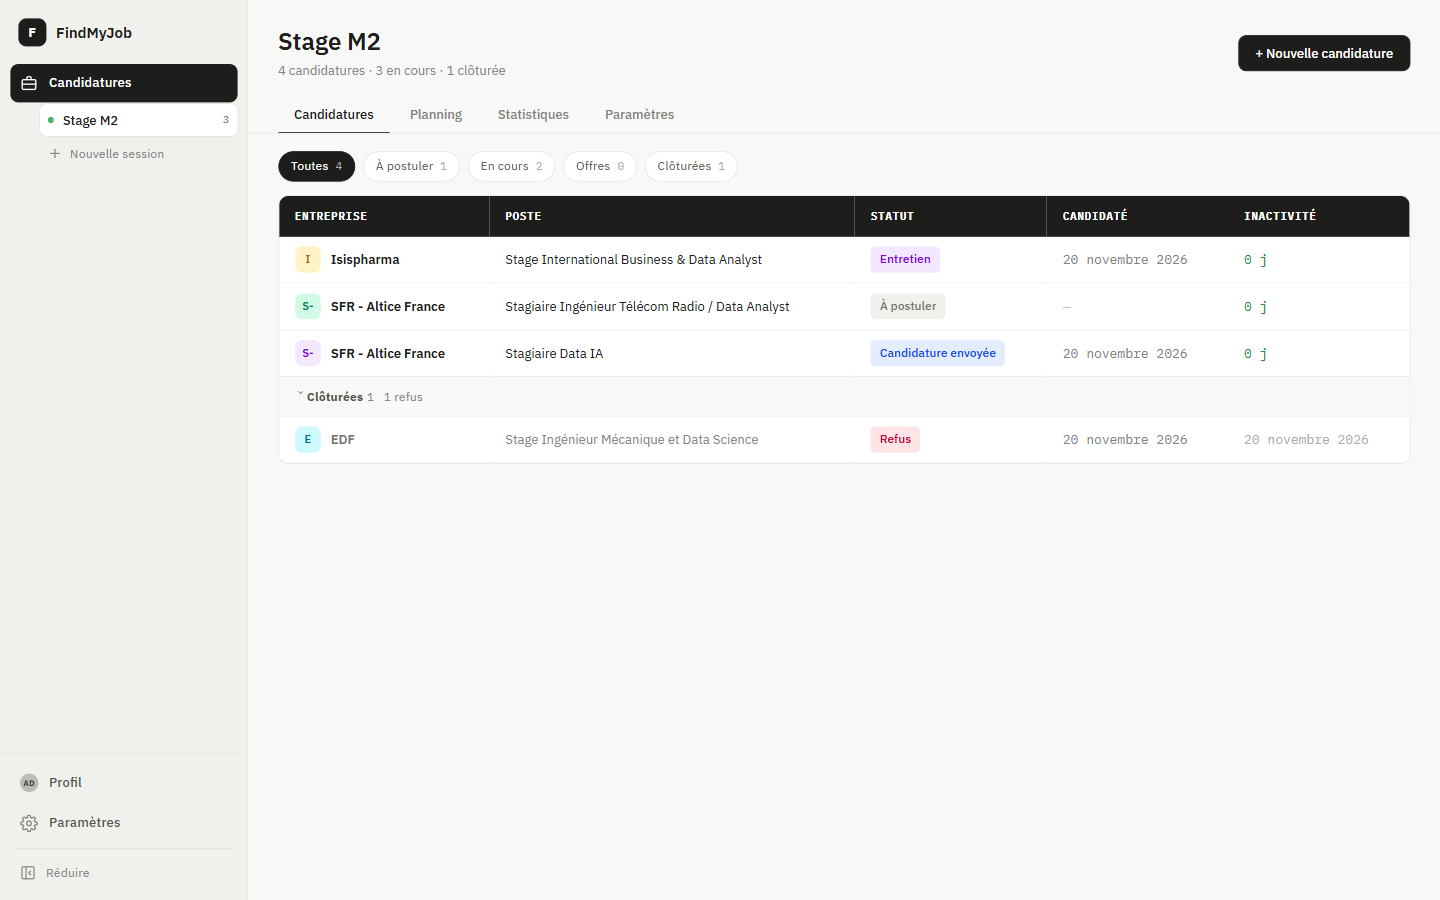 F FindMyJob
Candidatures
Stage M2 3
+ Nouvelle session
AD Profil
Paramètres
Réduire
Stage M2
4 candidatures · 3 en cours · 1 clôturée
+ Nouvelle candidature
Candidatures Planning Statistiques Paramètres
Toutes 4 À postuler 1 En cours 2 Offres 0 Clôturées 1
ENTREPRISE POSTE STATUT CANDIDATÉ INACTIVITÉ
I Isispharma Stage International Business & Data Analyst Entretien 20 novembre 2026 0 j
S- SFR - Altice France Stagiaire Ingénieur Télécom Radio / Data Analyst À postuler — 0 j
S- SFR - Altice France Stagiaire Data IA Candidature envoyée 20 novembre 2026 0 j
Clôturées 1 1 refus
E EDF Stage Ingénieur Mécanique et Data Science Refus 20 novembre 2026 20 novembre 2026